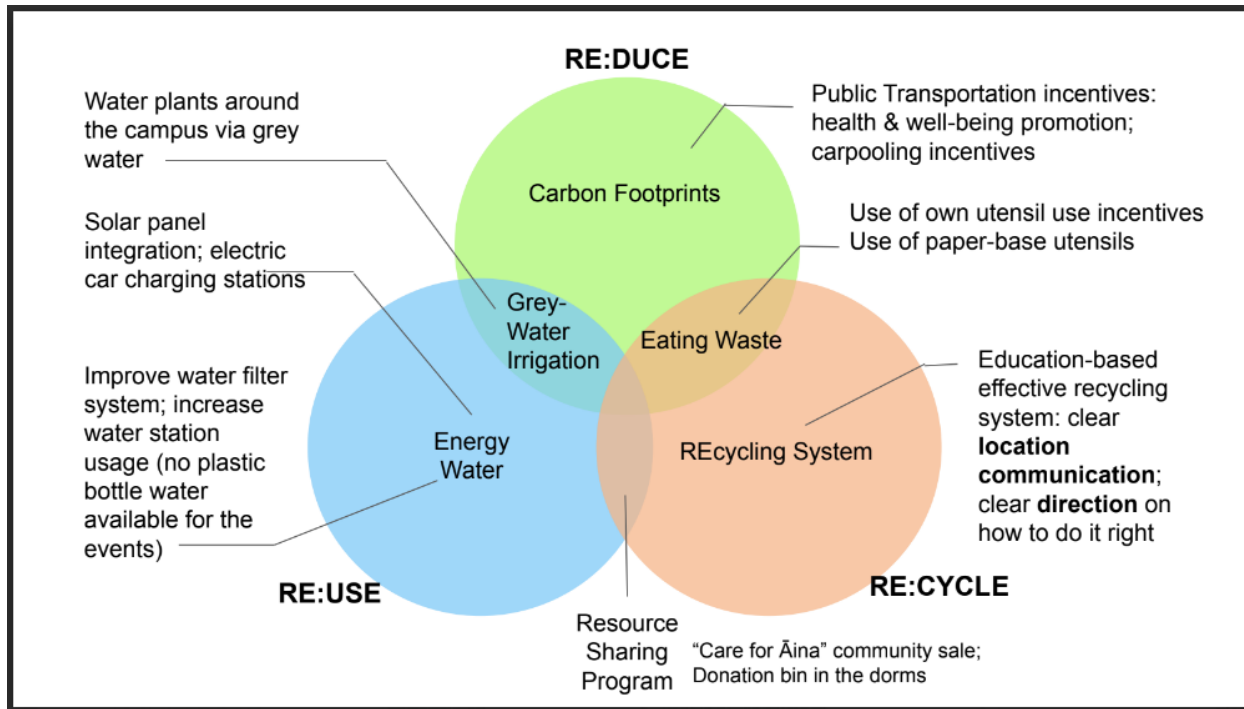 RE:DUCE
Water plants around
the campus via grey
water
Public Transportation incentives:
health & well-being promotion;
carpooling incentives
Carbon Footprints
Solar panel
integration; electric
car charging stations
Use of own utensil use incentives
Use of paper-base utensils
Grey-
Water
Irrigation
Eating Waste
Improve water filter
system; increase
water station
usage (no plastic
bottle water
available for the
events)
Energy
Water
REcycling System
Education-based
effective recycling
system: clear
location
communication;
clear direction on
how to do it right
RE:USE
RE:CYCLE
Resource
Sharing
Program
“Care for Āina” community sale;
Donation bin in the dorms